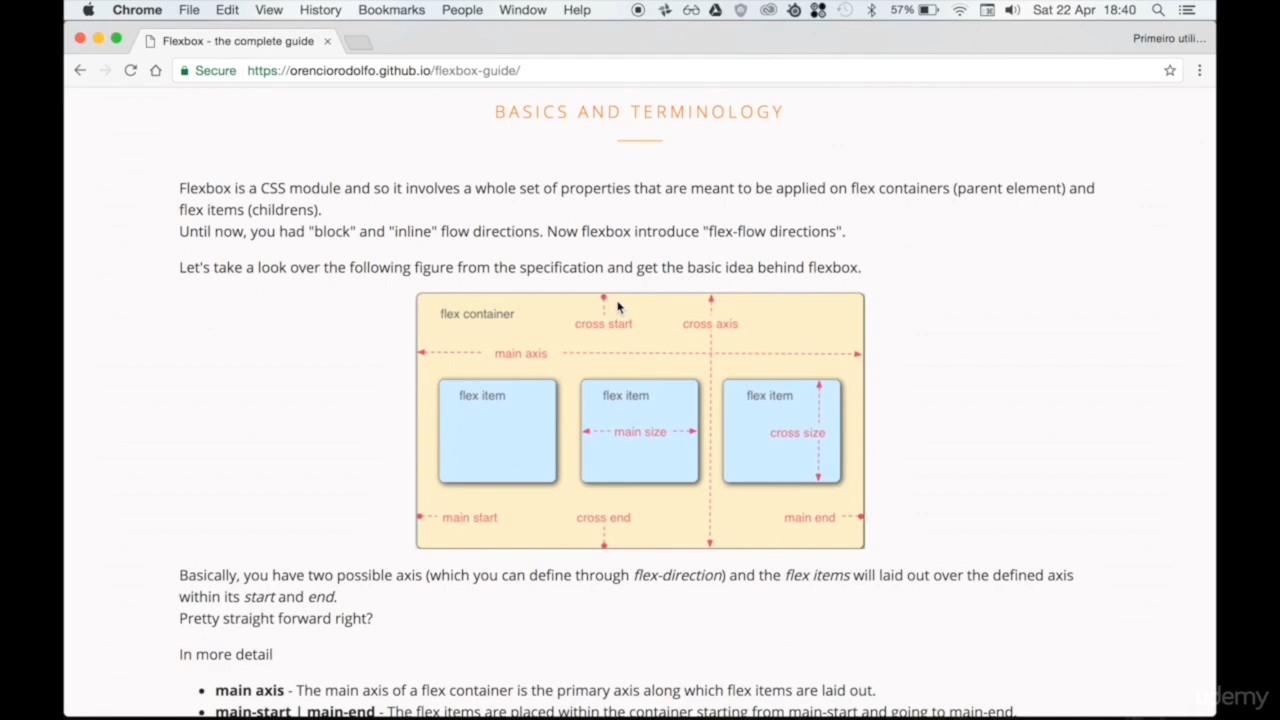 Chrome File Edit View History Bookmarks People Window Help 57% Sat 22 Apr 18:40
Flexbox - the complete guide × Primeiro utili...
Secure https://orenciorodolfo.github.io/flexbox-guide/
BASICS AND TERMINOLOGY
Flexbox is a CSS module and so it involves a whole set of properties that are meant to be applied on flex containers (parent element) and
flex items (childrens).
Until now, you had "block" and "inline" flow directions. Now flexbox introduce "flex-flow directions".
Let's take a look over the following figure from the specification and get the basic idea behind flexbox.
flex container
cross start cross axis
main axis
flex item flex item flex item
main size cross size
main start cross end main end
Basically, you have two possible axis (which you can define through flex-direction) and the flex items will laid out over the defined axis
within its start and end.
Pretty straight forward right?
In more detail
• main axis - The main axis of a flex container is the primary axis along which flex items are laid out.
• main-start | main-end - The flex items are placed within the container starting from main-start and going to main-end.
udemy